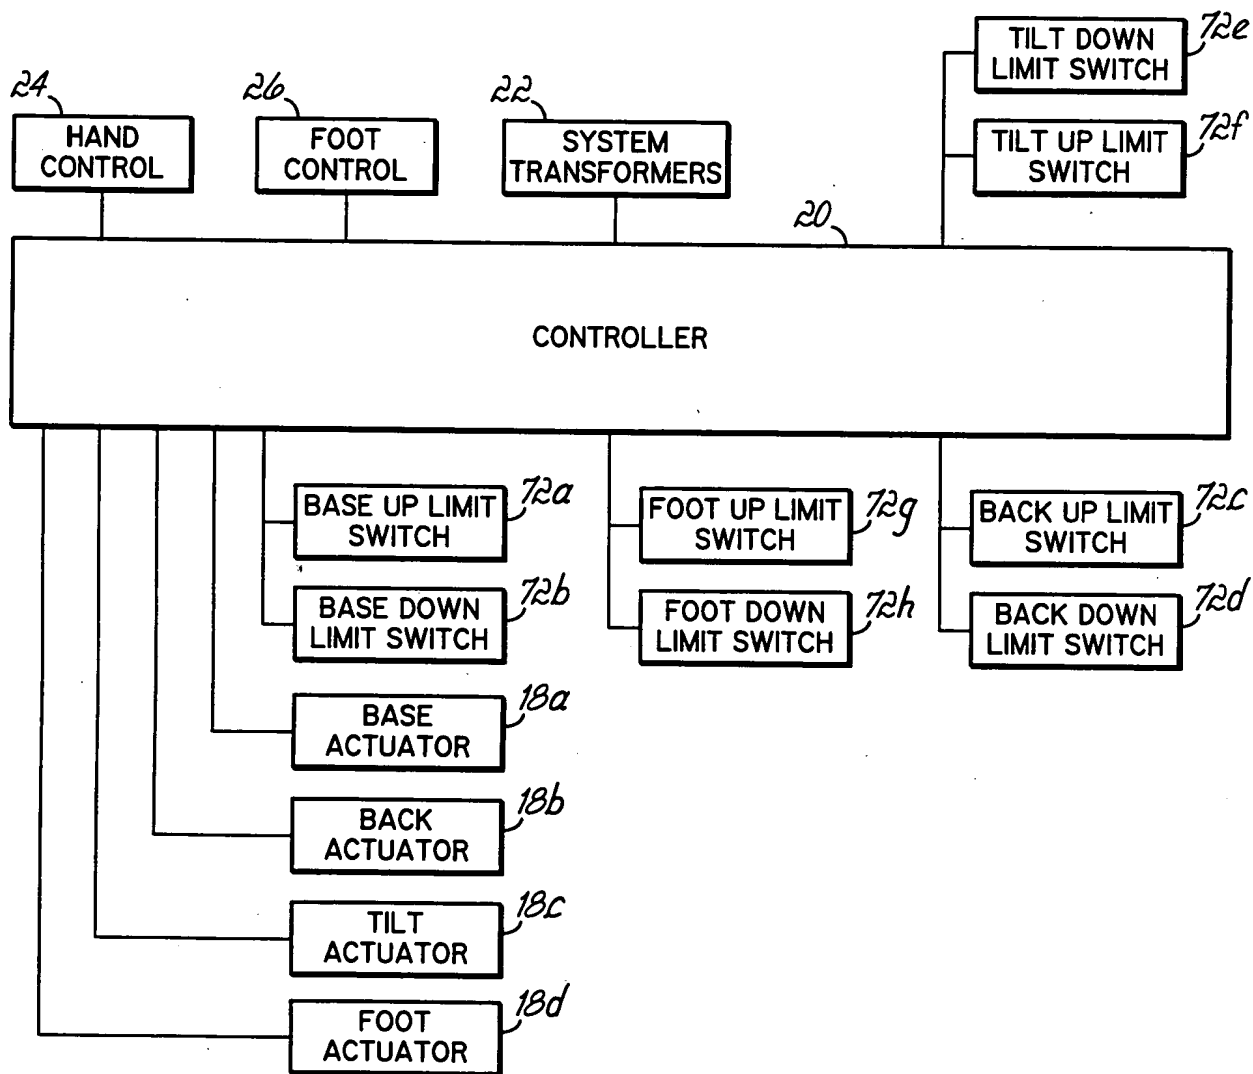 72e
TILT DOWN
LIMIT SWITCH
24
HAND
CONTROL
26
FOOT
CONTROL
22
SYSTEM
TRANSFORMERS
72f
TILT UP LIMIT
SWITCH
20
CONTROLLER
72a
BASE UP LIMIT
SWITCH
72g
FOOT UP LIMIT
SWITCH
72c
BACK UP LIMIT
SWITCH
72b
BASE DOWN
LIMIT SWITCH
72h
FOOT DOWN
LIMIT SWITCH
72d
BACK DOWN
LIMIT SWITCH
18a
BASE
ACTUATOR
18b
BACK
ACTUATOR
18c
TILT
ACTUATOR
18d
FOOT
ACTUATOR